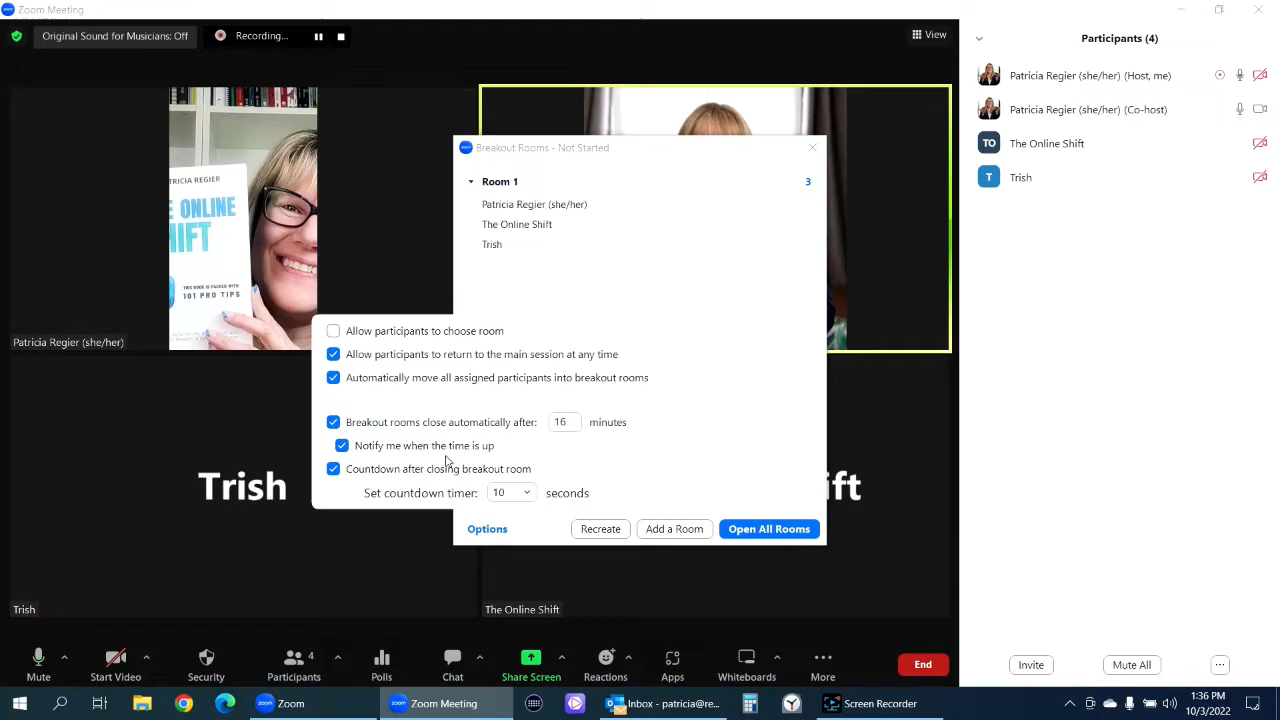 Zoom Meeting
Original Sound for Musicians: Off
Recording...
View
Participants (4)
Patricia Regier (she/her) (Host, me)
Patricia Regier (she/her) (Co-host)
TO The Online Shift
T Trish
TRICIA REGIER
E ONLINE
HIFT
THIS BOOK IS PACKED WITH
101 PRO TIPS
Patricia Regier (she/her)
zoom Breakout Rooms - Not Started
Room 1 3
Patricia Regier (she/her)
The Online Shift
Trish
Allow participants to choose room
Allow participants to return to the main session at any time
Automatically move all assigned participants into breakout rooms
Breakout rooms close automatically after: 16 minutes
Notify me when the time is up
Countdown after closing breakout room
Set countdown timer: 10 seconds
Options Recreate Add a Room Open All Rooms
Trish
ift
Trish
The Online Shift
Mute Start Video Security Participants 4 Polls Chat Share Screen Reactions Apps Whiteboards More End
Invite Mute All
Zoom Zoom Meeting Inbox - patricia@re... Screen Recorder
1:36 PM
10/3/2022